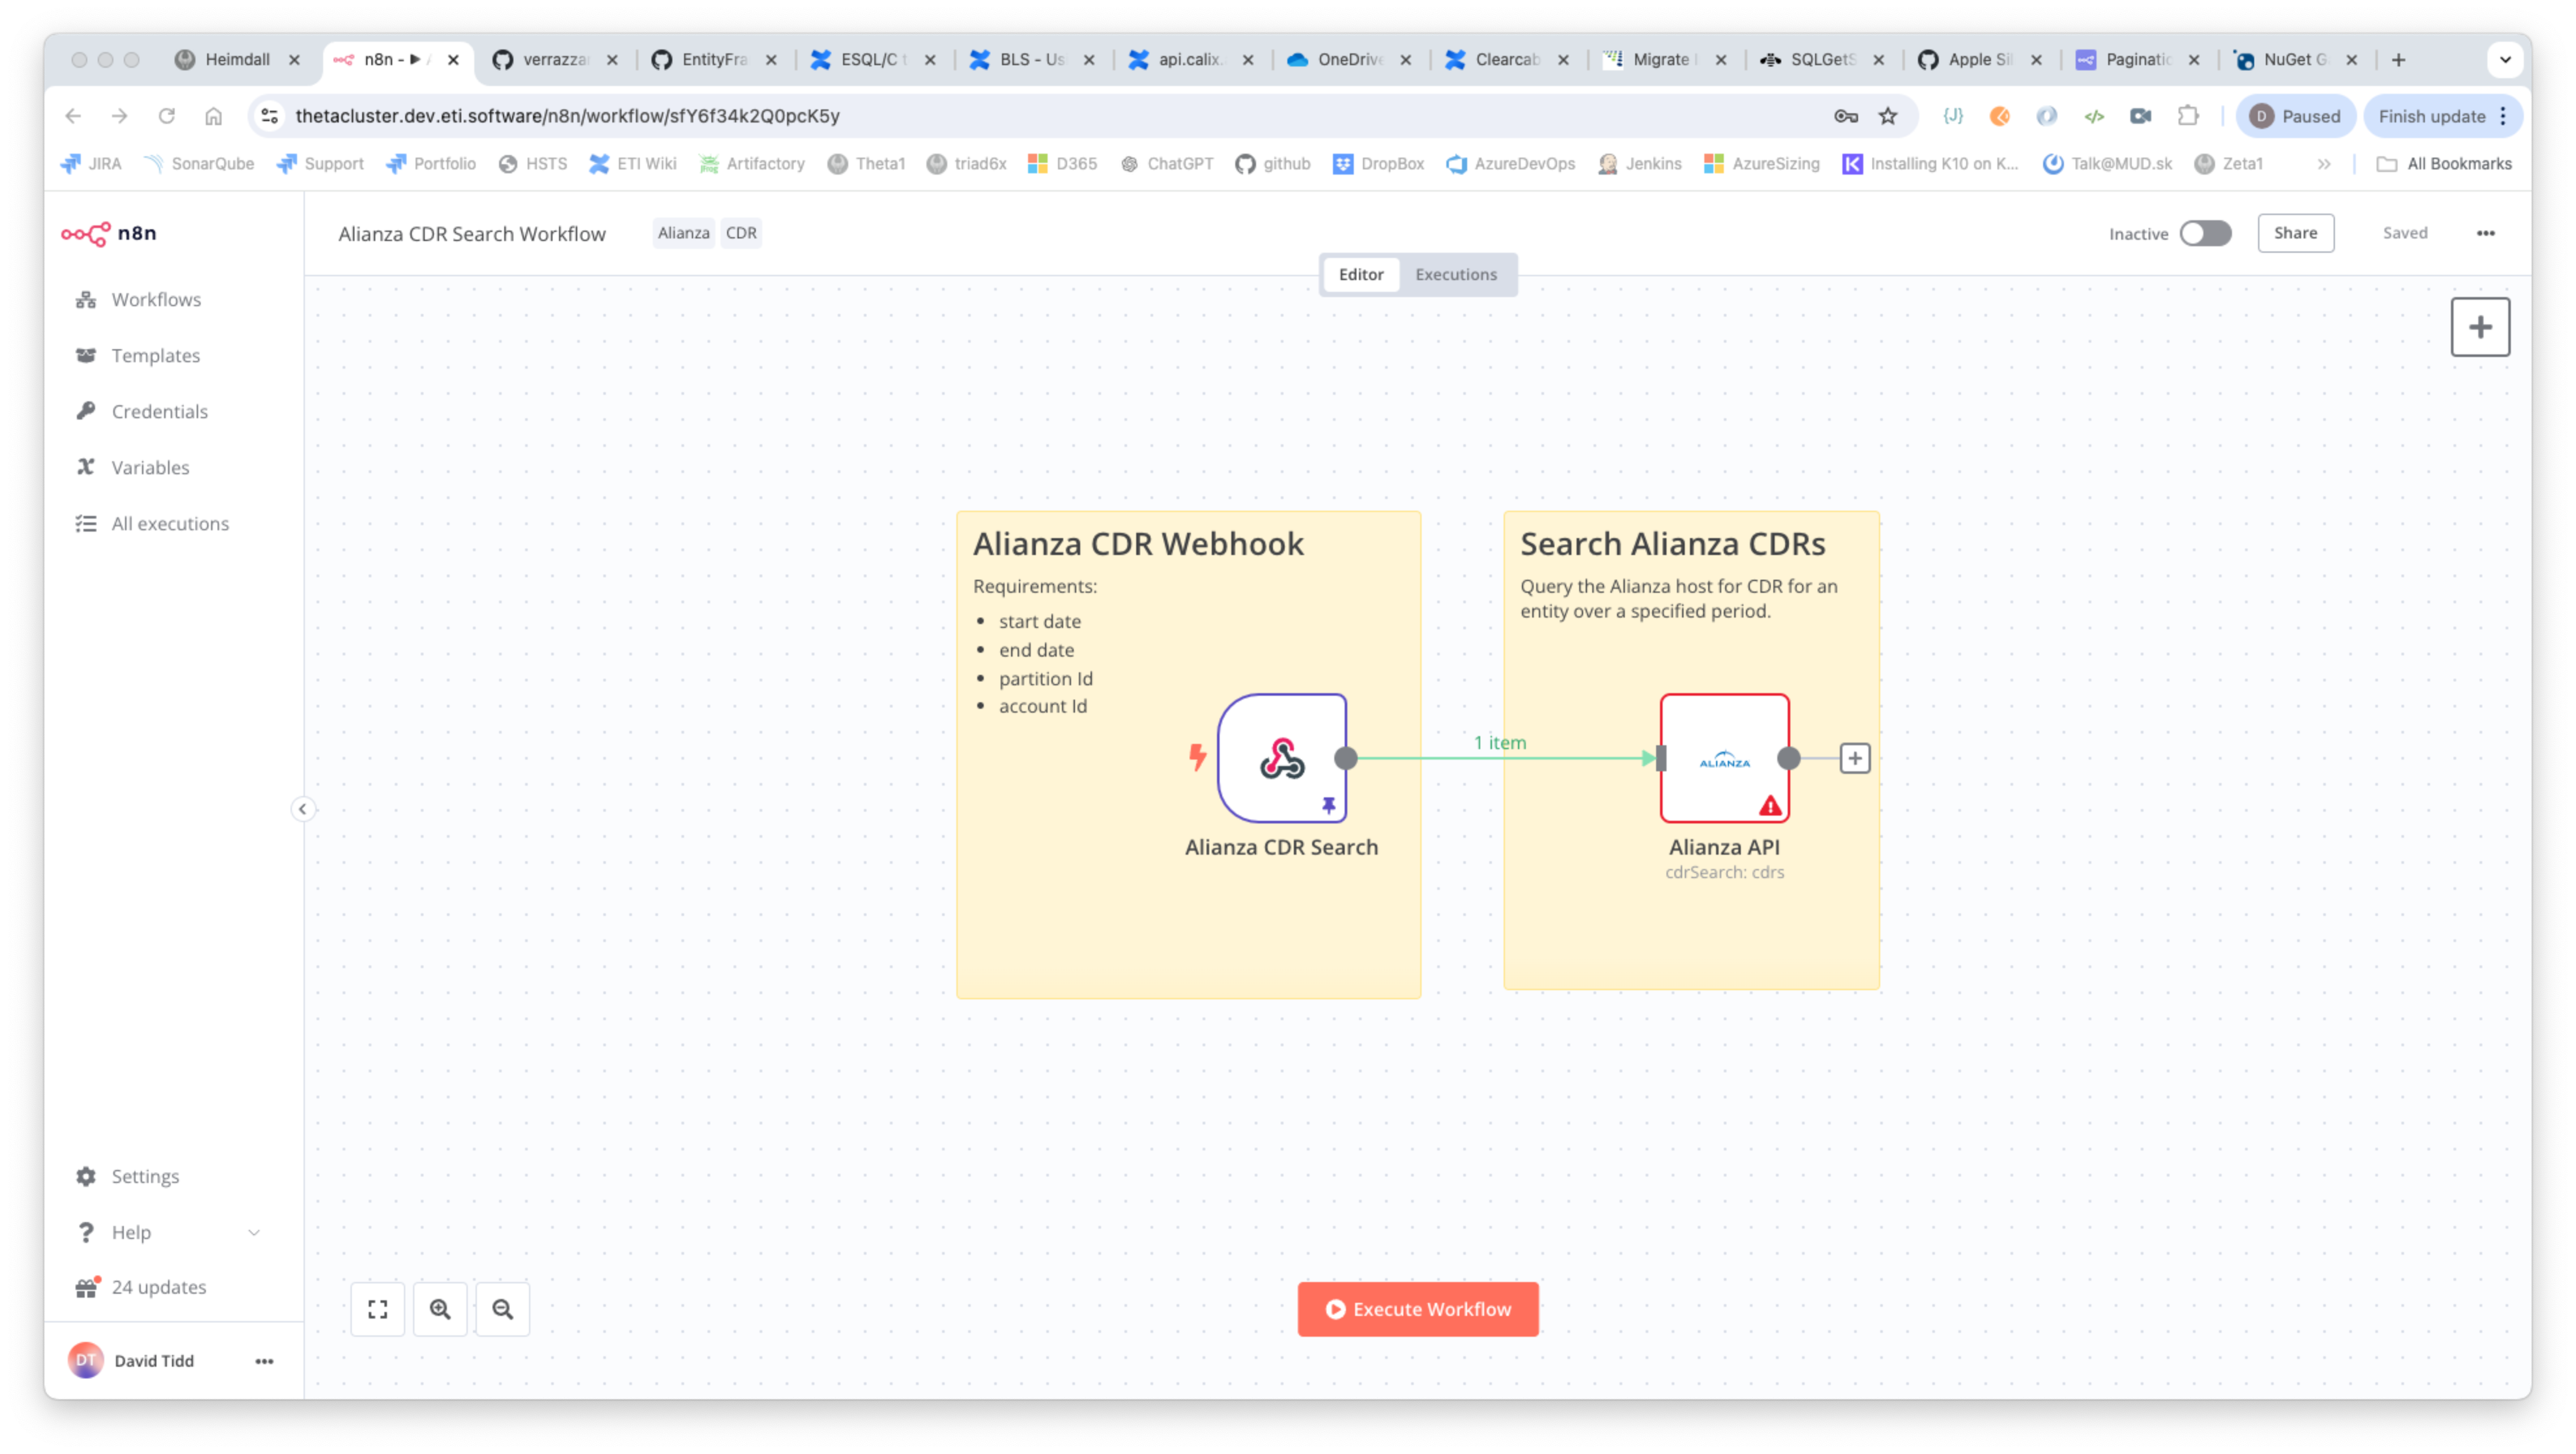 Heimdall
n8n - ▶ A
verrazza
EntityFra
ESQL/C t
BLS - Us
api.calix.
OneDrive
Clearcab
Migrate
SQLGetS
Apple Sil
Paginatic
NuGet G
thetacluster.dev.eti.software/n8n/workflow/sfY6f34k2Q0pcK5y
{J}
</>
D Paused
Finish update
JIRA
SonarQube
Support
Portfolio
HSTS
ETI Wiki
Artifactory
Theta1
triad6x
D365
ChatGPT
github
DropBox
AzureDevOps
Jenkins
AzureSizing
Installing K10 on K...
Talk@MUD.sk
Zeta1
All Bookmarks
n8n
Alianza CDR Search Workflow
Alianza
CDR
Inactive
Share
Saved
Editor
Executions
Workflows
Templates
Credentials
Variables
All executions
Alianza CDR Webhook
Requirements:
• start date
• end date
• partition Id
• account Id
Alianza CDR Search
1 item
Search Alianza CDRs
Query the Alianza host for CDR for an
entity over a specified period.
ALIANZA
Alianza API
cdrSearch: cdrs
Settings
Help
24 updates
Execute Workflow
DT David Tidd